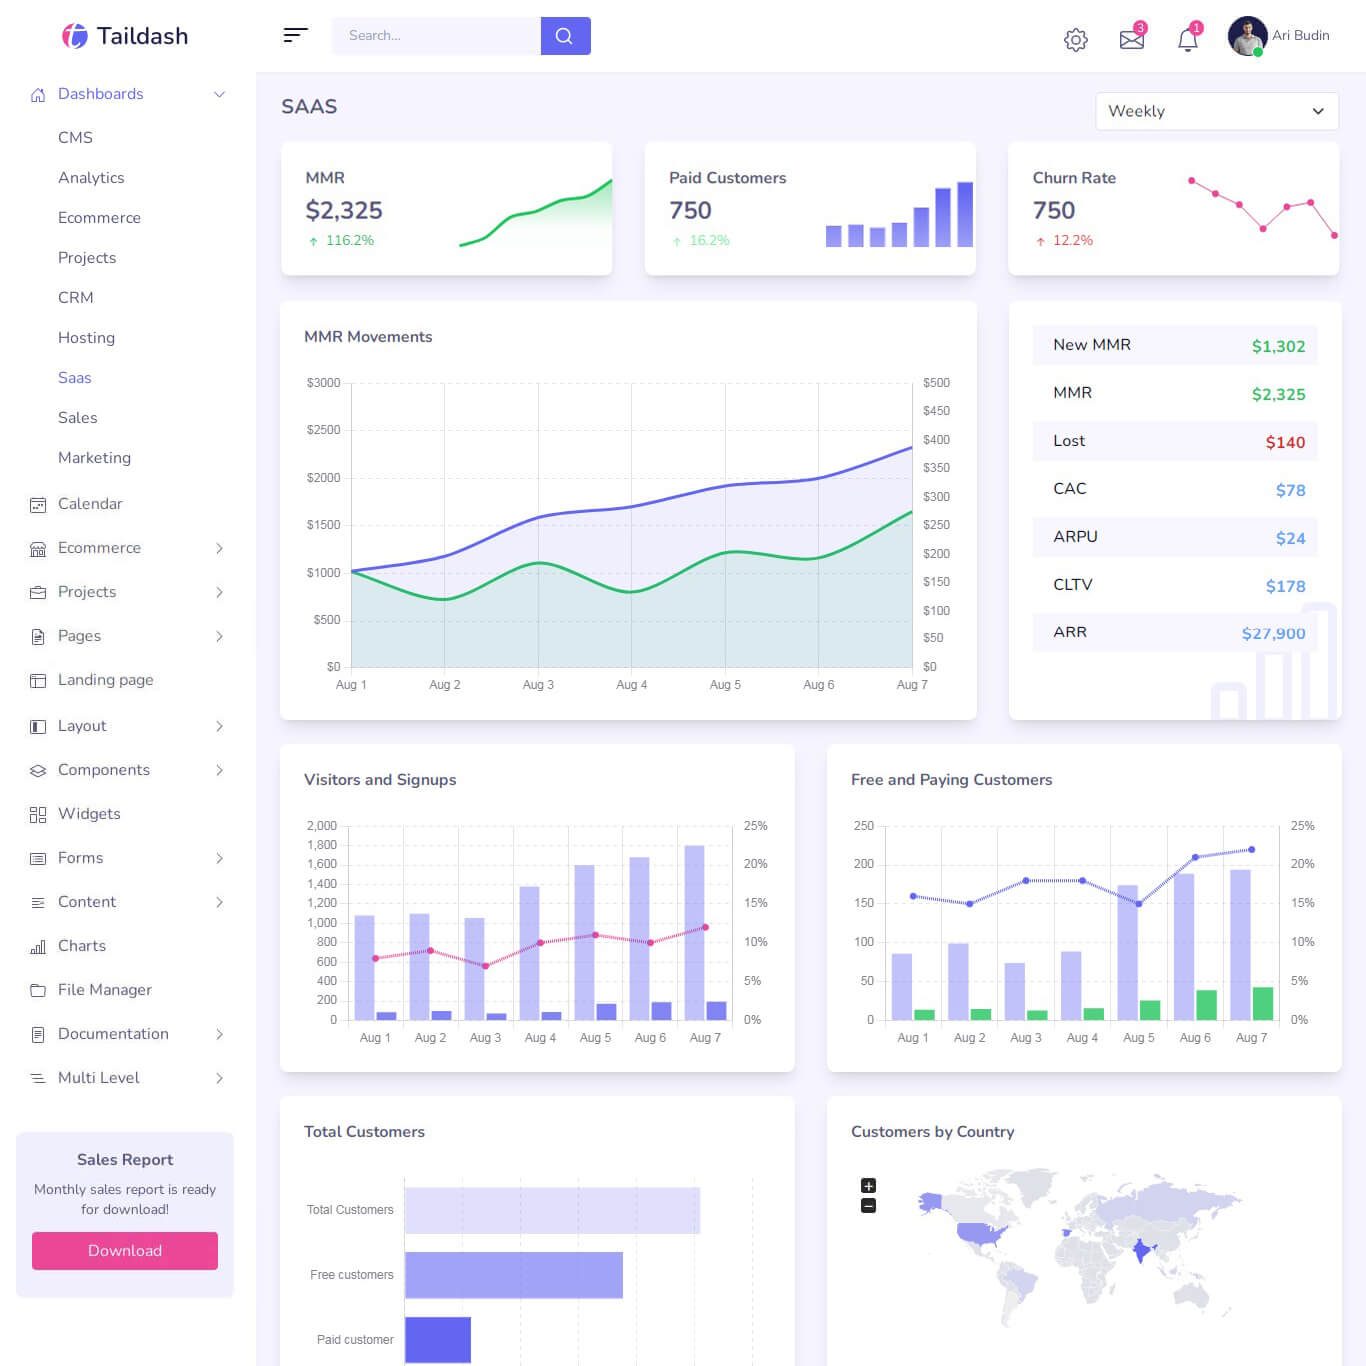 Taildash
Search...
3
1
Ari Budin
Dashboards
CMS
Analytics
Ecommerce
Projects
CRM
Hosting
Saas
Sales
Marketing
Calendar
Ecommerce
Projects
Pages
Landing page
Layout
Components
Widgets
Forms
Content
Charts
File Manager
Documentation
Multi Level
Sales Report
Monthly sales report is ready
for download!
Download
SAAS
Weekly
MMR
$2,325
116.2%
Paid Customers
750
16.2%
Churn Rate
750
12.2%
MMR Movements
$3000
$2500
$2000
$1500
$1000
$500
$0
$500
$450
$400
$350
$300
$250
$200
$150
$100
$50
$0
Aug 1 Aug 2 Aug 3 Aug 4 Aug 5 Aug 6 Aug 7
New MMR $1,302
MMR $2,325
Lost $140
CAC $78
ARPU $24
CLTV $178
ARR $27,900
Visitors and Signups
2,000
1,800
1,600
1,400
1,200
1,000
800
600
400
200
0
25%
20%
15%
10%
5%
0%
Aug 1 Aug 2 Aug 3 Aug 4 Aug 5 Aug 6 Aug 7
Free and Paying Customers
250
200
150
100
50
0
25%
20%
15%
10%
5%
0%
Aug 1 Aug 2 Aug 3 Aug 4 Aug 5 Aug 6 Aug 7
Total Customers
Total Customers
Free customers
Paid customer
Customers by Country
+
−